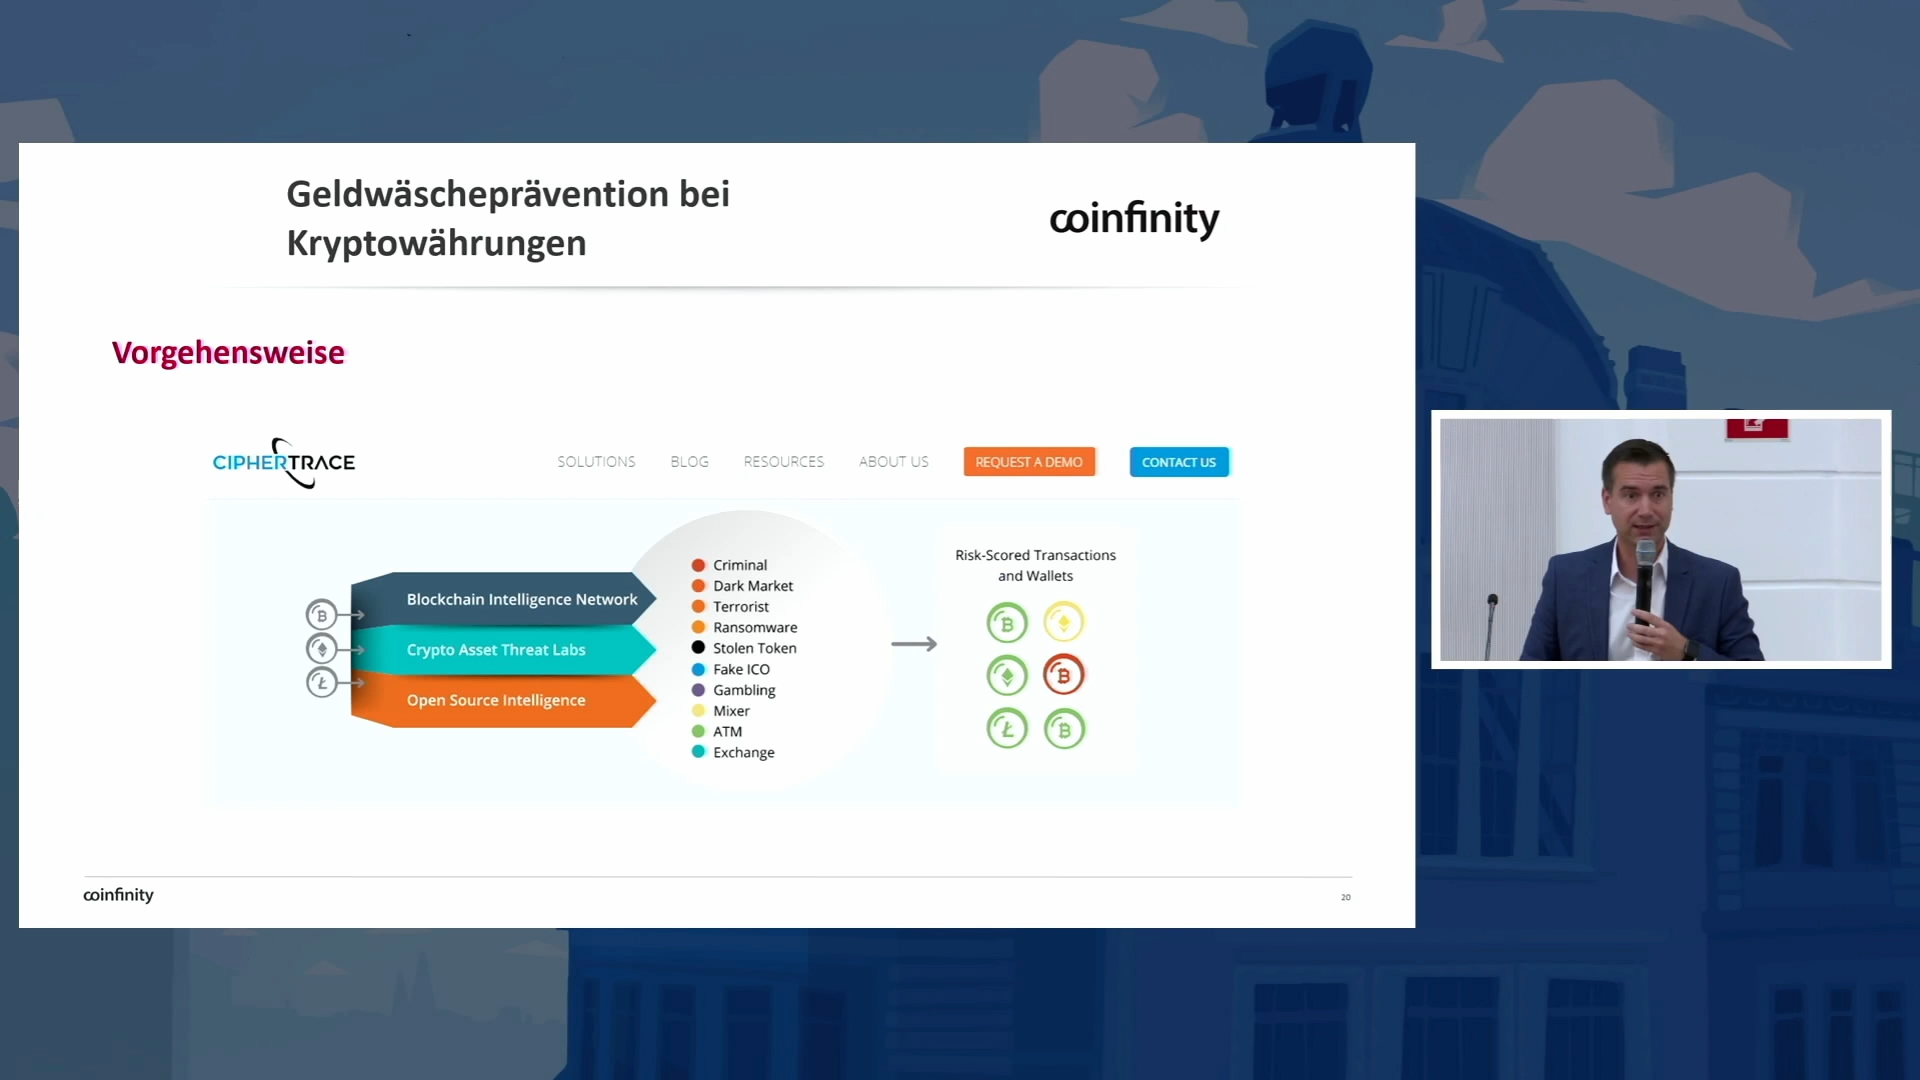 Geldwäscheprävention bei
Kryptowährungen
coinfinity
Vorgehensweise
CIPHERTRACE
SOLUTIONS BLOG RESOURCES ABOUT US REQUEST A DEMO CONTACT US
Blockchain Intelligence Network
Crypto Asset Threat Labs
Open Source Intelligence
Criminal
Dark Market
Terrorist
Ransomware
Stolen Token
Fake ICO
Gambling
Mixer
ATM
Exchange
Risk-Scored Transactions
and Wallets
coinfinity
20